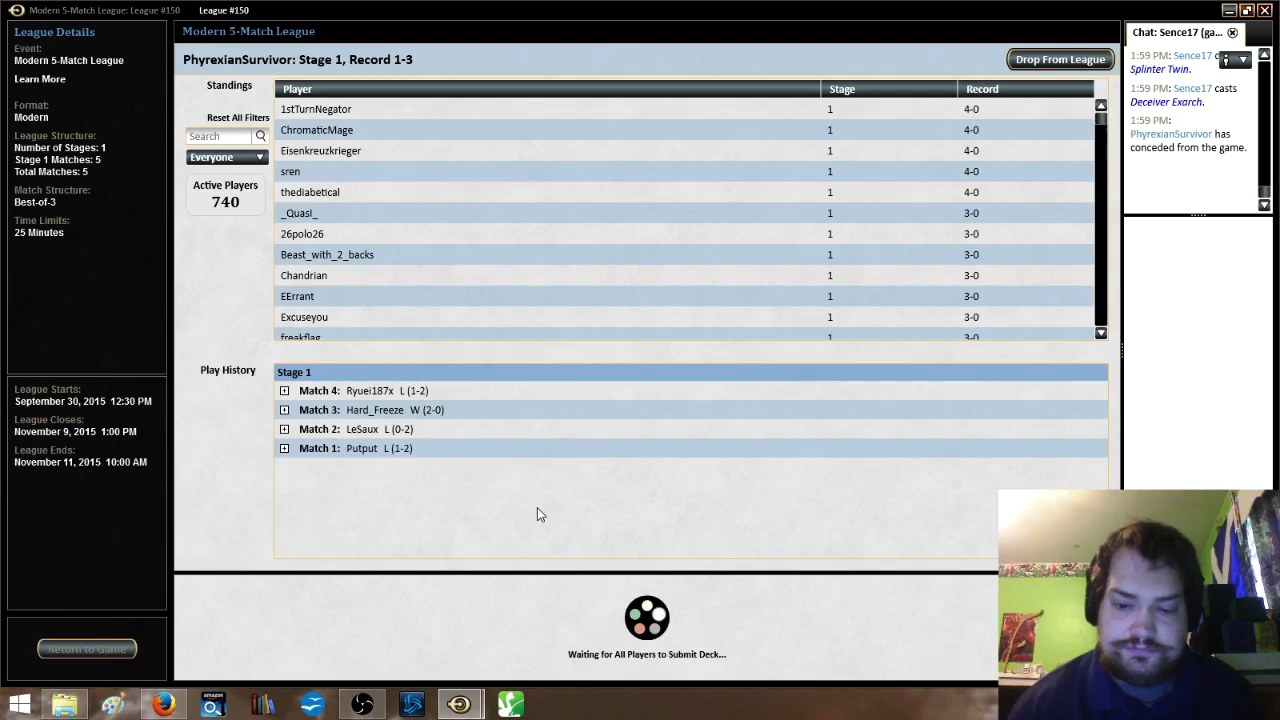 Modern 5-Match League: League #150
League #150
League Details
Event:
Modern 5-Match League
Learn More
Format:
Modern
League Structure:
Number of Stages: 1
Stage 1 Matches: 5
Total Matches: 5
Match Structure:
Best-of-3
Time Limits:
25 Minutes
League Starts:
September 30, 2015 12:30 PM
League Closes:
November 9, 2015 1:00 PM
League Ends:
November 11, 2015 10:00 AM
Return to Game
Modern 5-Match League
PhyrexianSurvivor: Stage 1, Record 1-3
Drop From League
Standings
Reset All Filters
Search
Everyone
Active Players
740
Player Stage Record
1stTurnNegator 1 4-0
ChromaticMage 1 4-0
Eisenkreuzkrieger 1 4-0
sren 1 4-0
thediabetical 1 4-0
_QuasI_ 1 3-0
26polo26 1 3-0
Beast_with_2_backs 1 3-0
Chandrian 1 3-0
EErrant 1 3-0
Excuseyou 1 3-0
freakflag 1 3-0
Play History
Stage 1
Match 4: Ryuei187x L (1-2)
Match 3: Hard_Freeze W (2-0)
Match 2: LeSaux L (0-2)
Match 1: Putput L (1-2)
Waiting for All Players to Submit Deck...
Chat: Sence17 (ga...
1:59 PM: Sence17
Splinter Twin.
1:59 PM: Sence17 casts
Deceiver Exarch.
1:59 PM:
PhyrexianSurvivor has
conceded from the game.
amazon